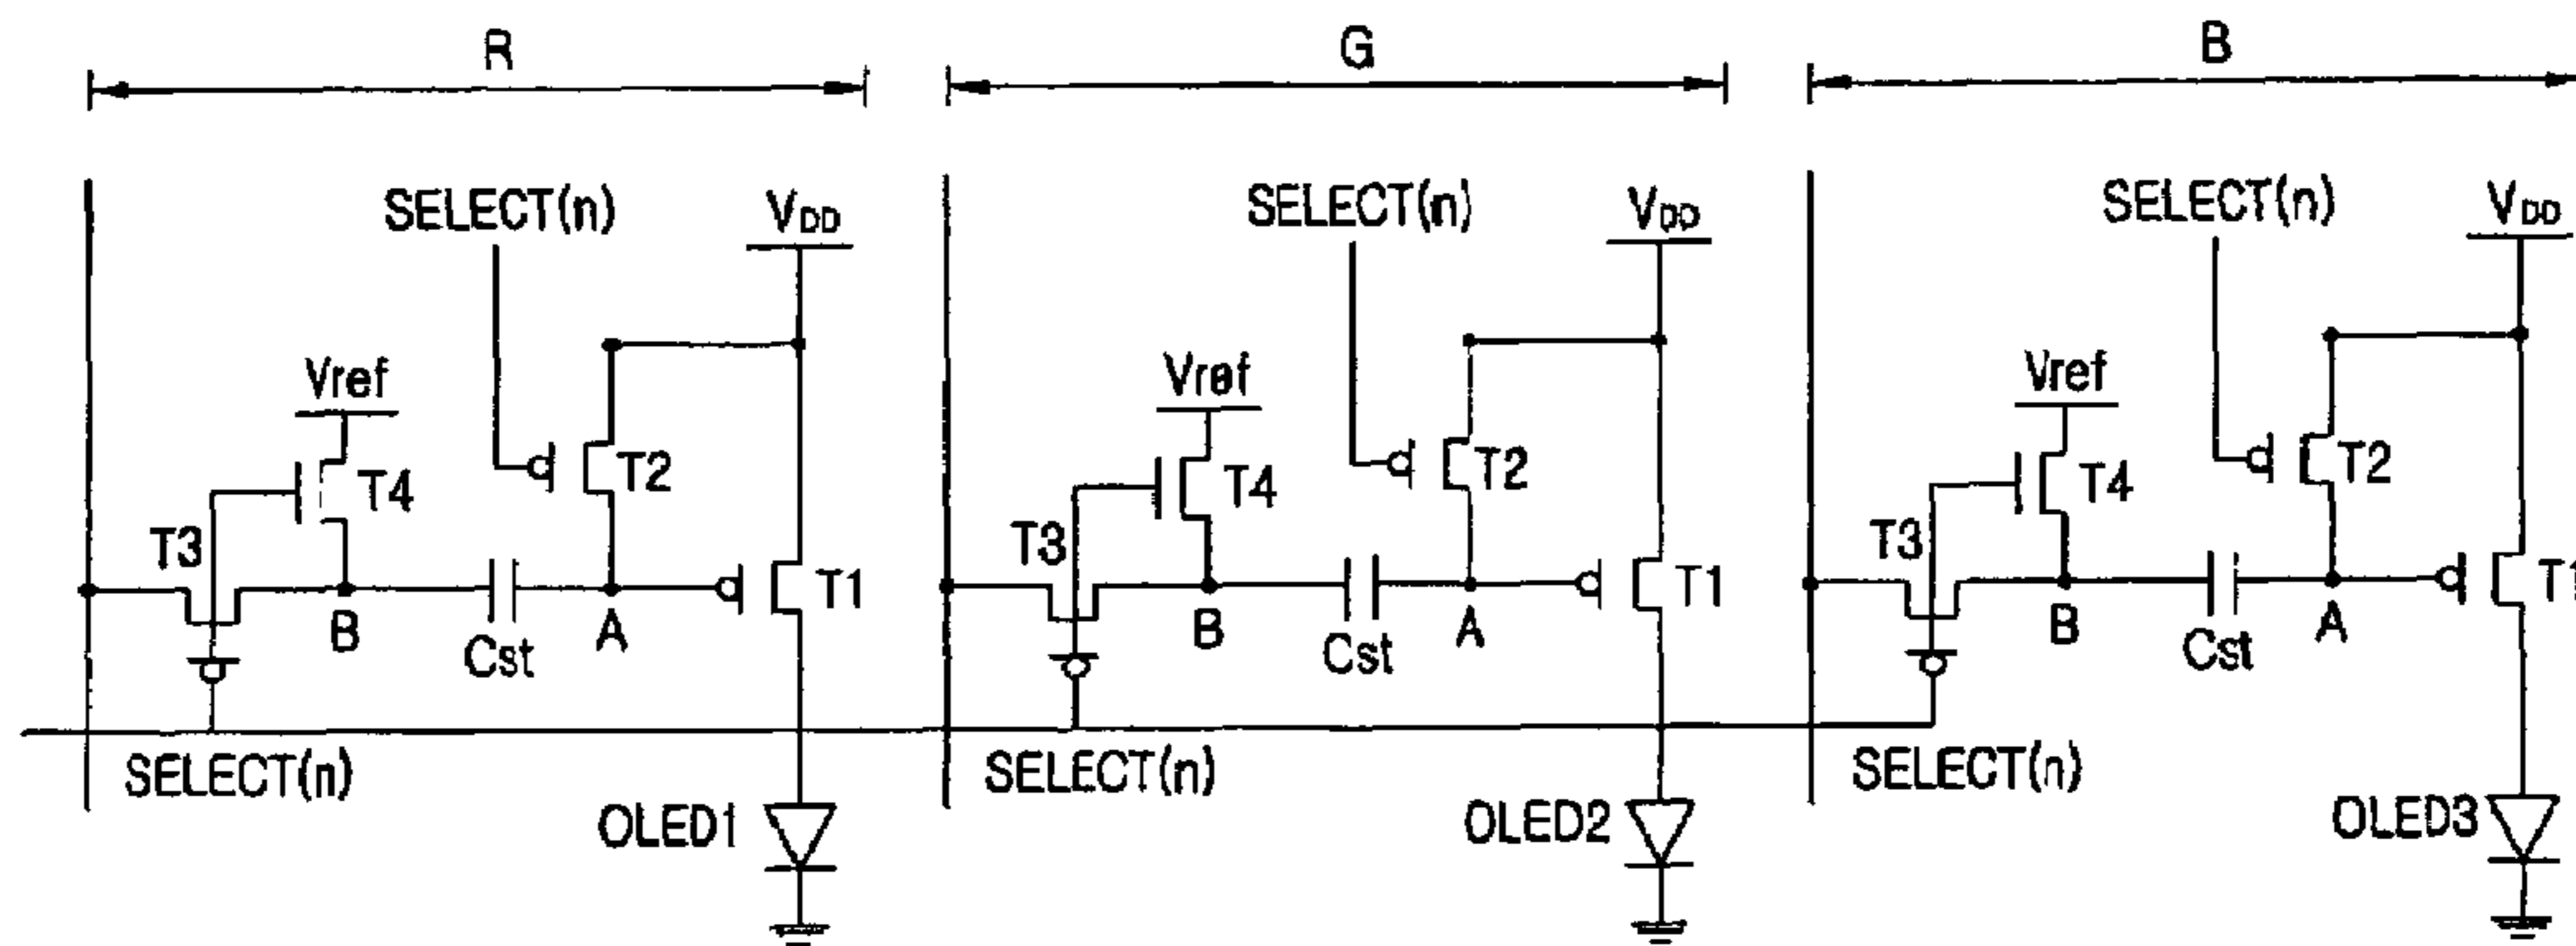 R G B
SELECT(n) VDD SELECT(n) VDD SELECT(n) VDD
Vref Vref Vref
T4 T2 T4 T2 T4 T2
T3 T1 T3 T1 T3 T1
B Cst A B Cst A B Cst A
SELECT(n) SELECT(n) SELECT(n)
OLED1 OLED2 OLED3